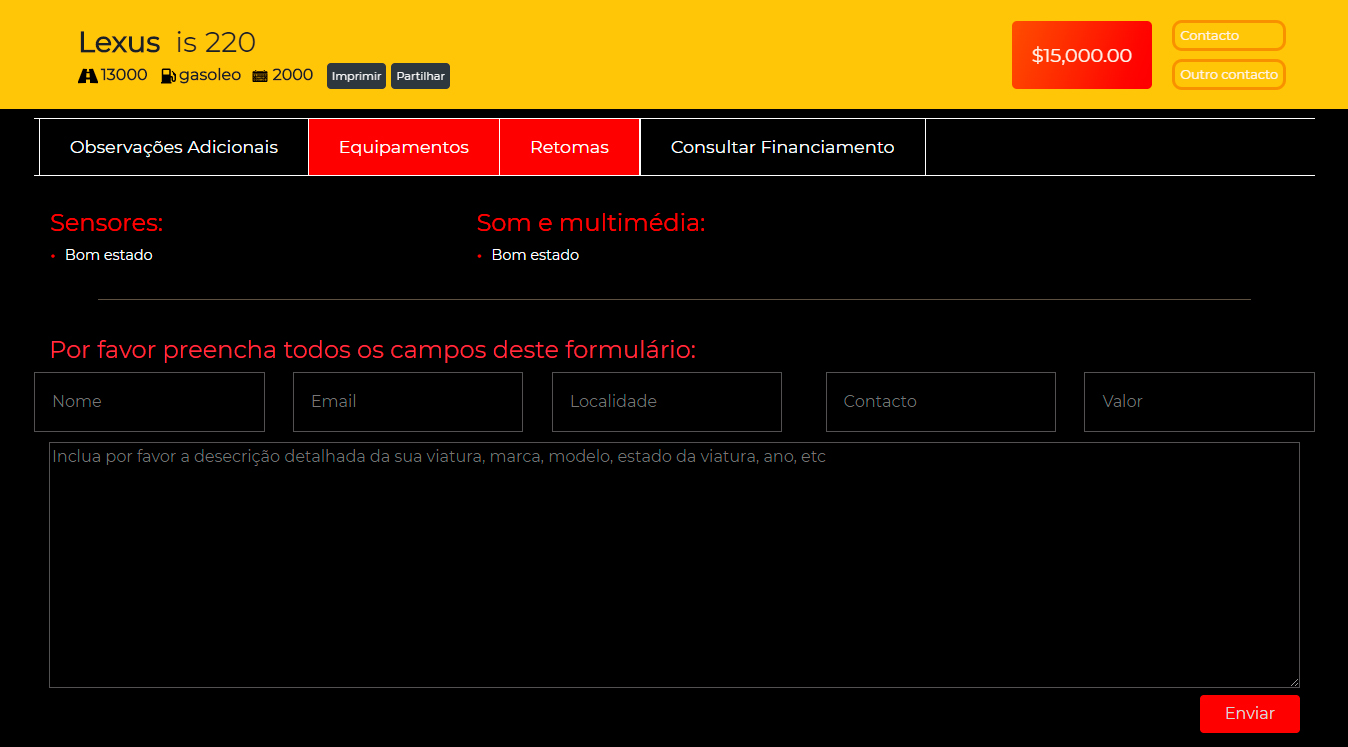 Lexus is 220
13000 gasoleo 2000 Imprimir Partilhar
$15,000.00
Contacto
Outro contacto
Observações Adicionais Equipamentos Retomas Consultar Financiamento
Sensores:
Bom estado
Som e multimédia:
Bom estado
Por favor preencha todos os campos deste formulário:
Nome Email Localidade Contacto Valor
Inclua por favor a desecrição detalhada da sua viatura, marca, modelo, estado da viatura, ano, etc
Enviar